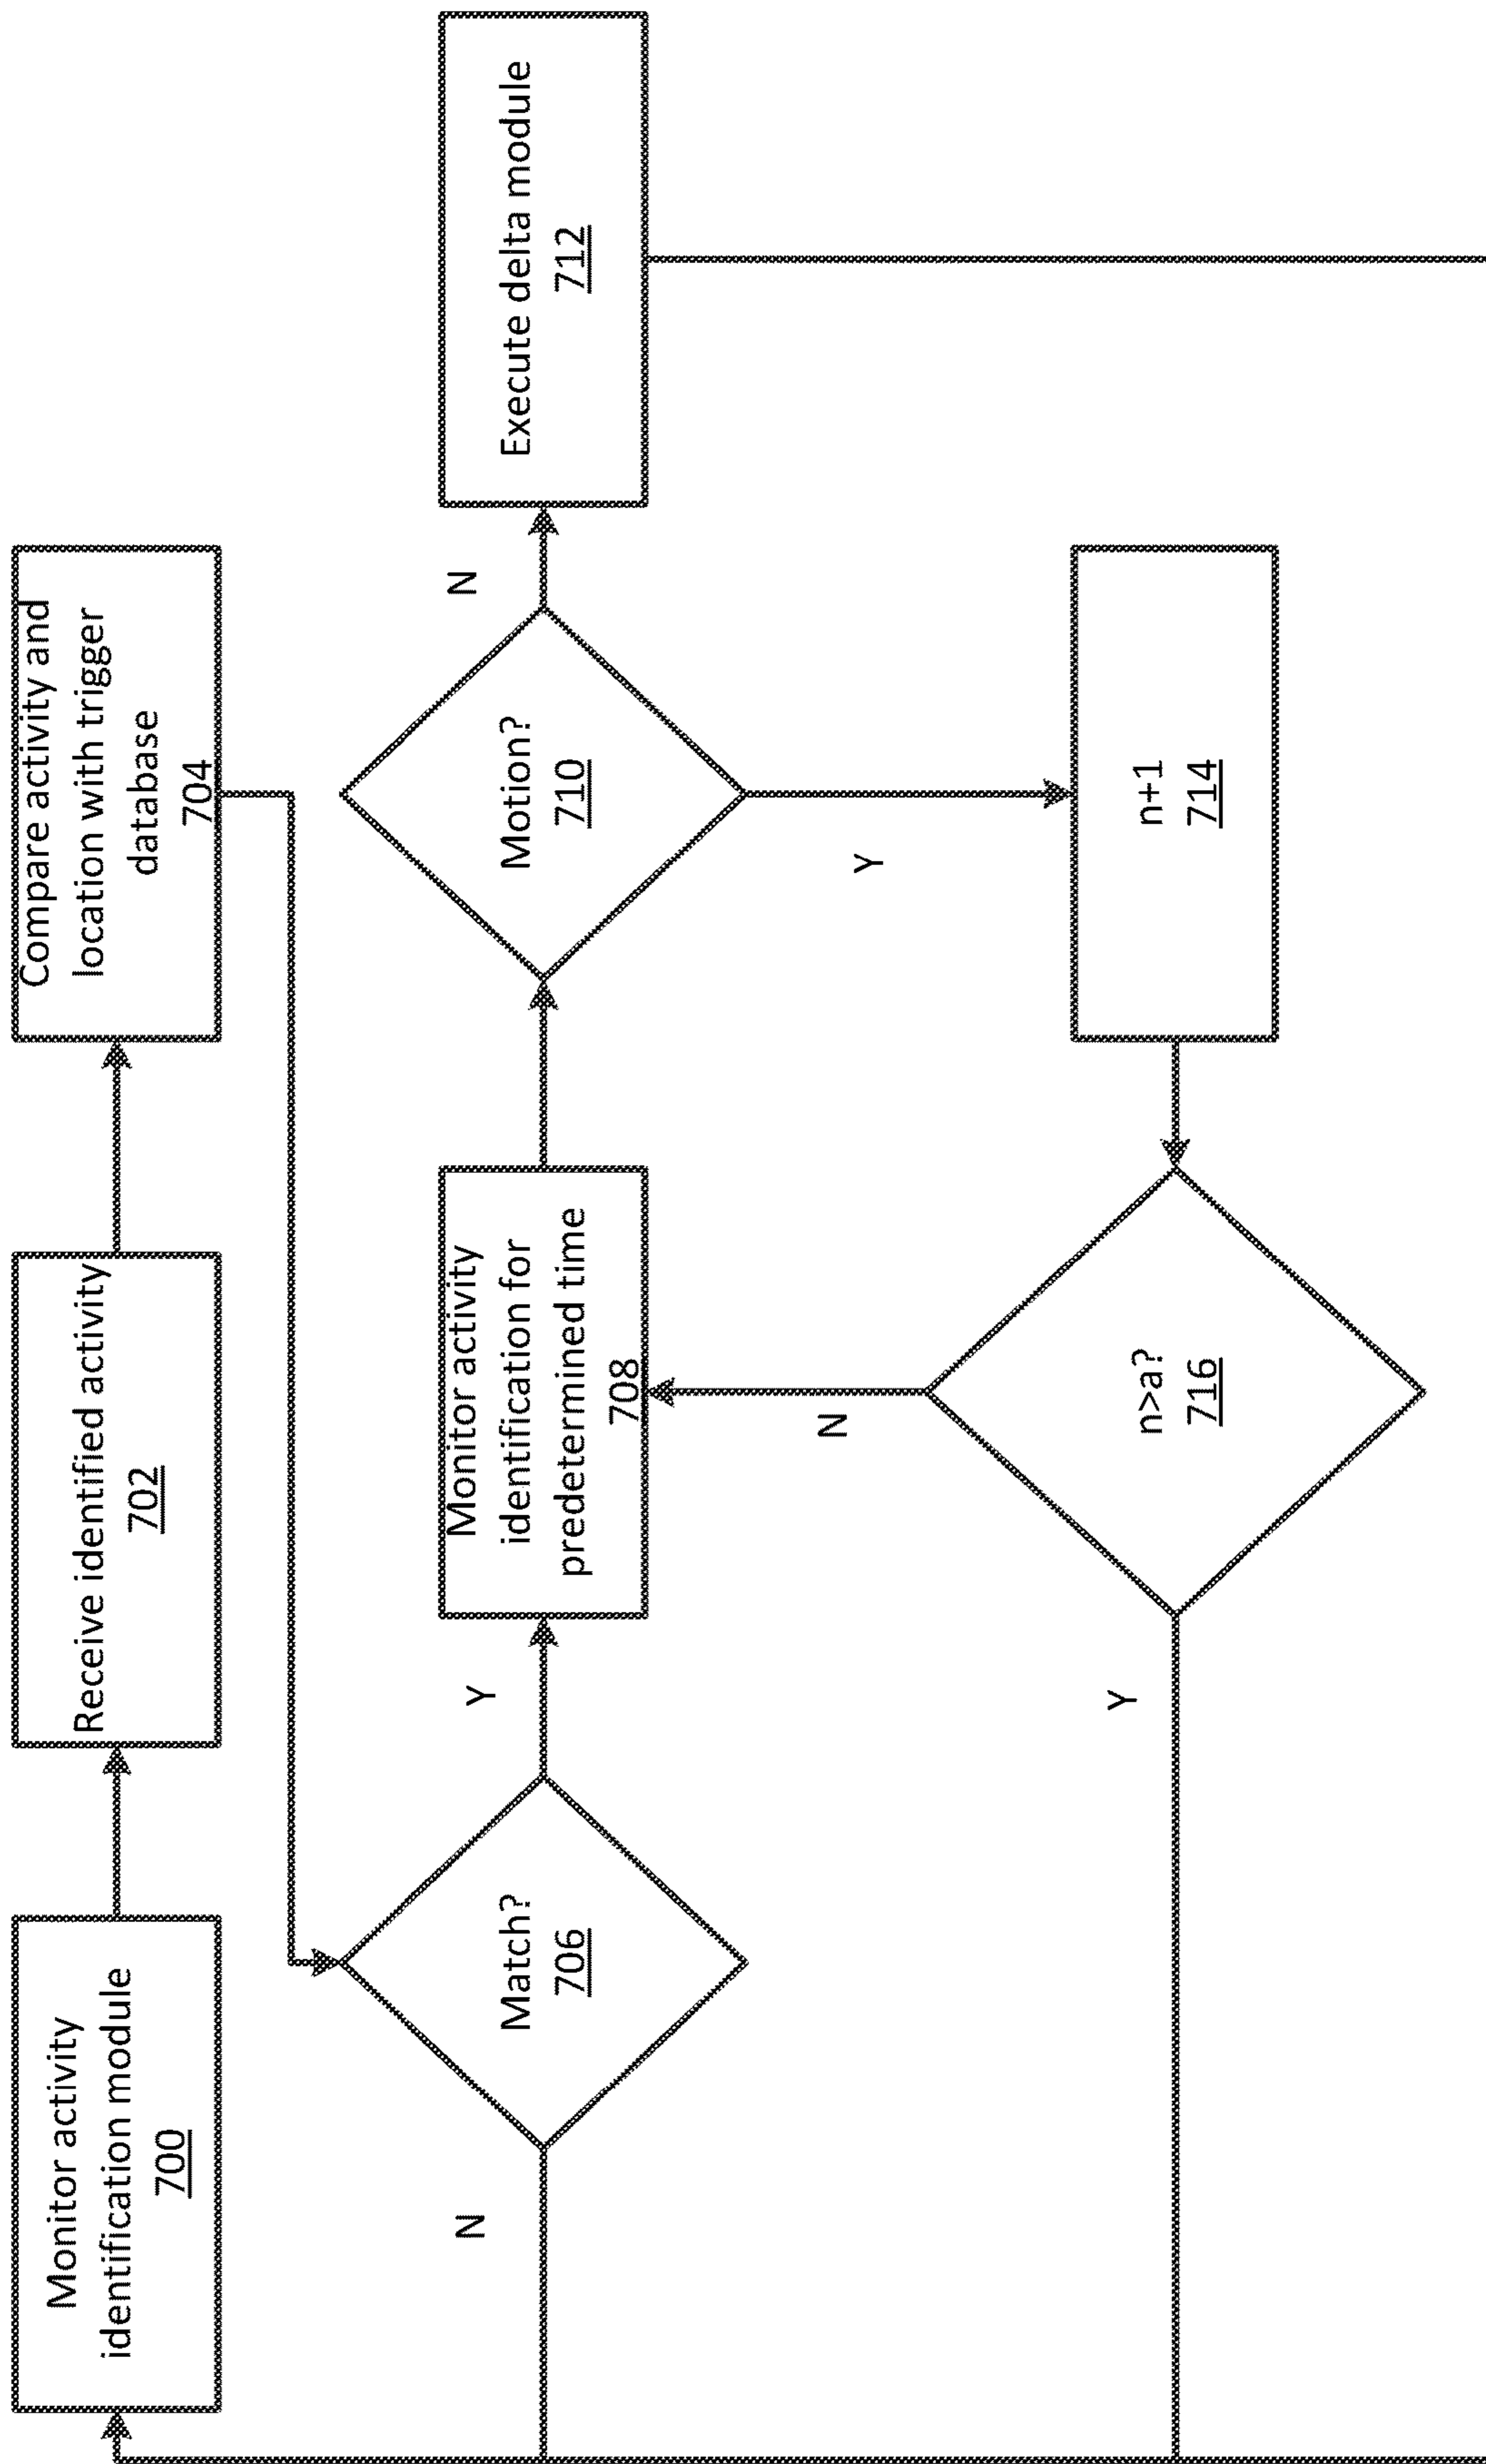 Monitor activity
identification module
700
Receive identified activity
702
Compare activity and
location with trigger
database
704
N
Match?
706
Y
Monitor activity
identification for
predetermined time
708
Motion?
710
N
Execute delta module
712
Y
n+1
714
n>a?
716
N
Y